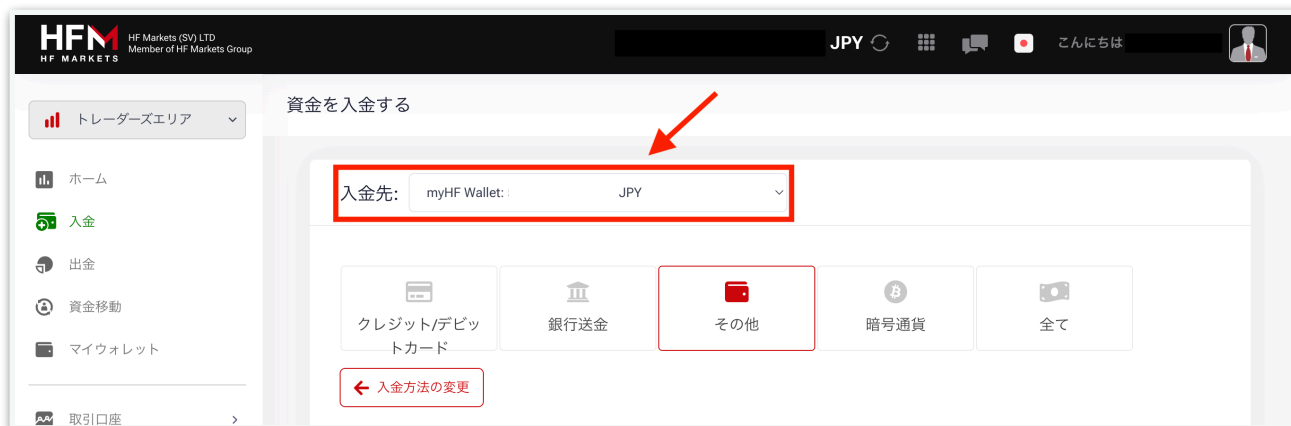 HFM
HF MARKETS
HF Markets (SV) LTD
Member of HF Markets Group
JPY
こんにちは
トレーダーズエリア
ホーム
入金
出金
資金移動
マイウォレット
取引口座
資金を入金する
入金先: myHF Wallet: JPY
クレジット/デビッ
トカード
銀行送金
その他
暗号通貨
全て
入金方法の変更